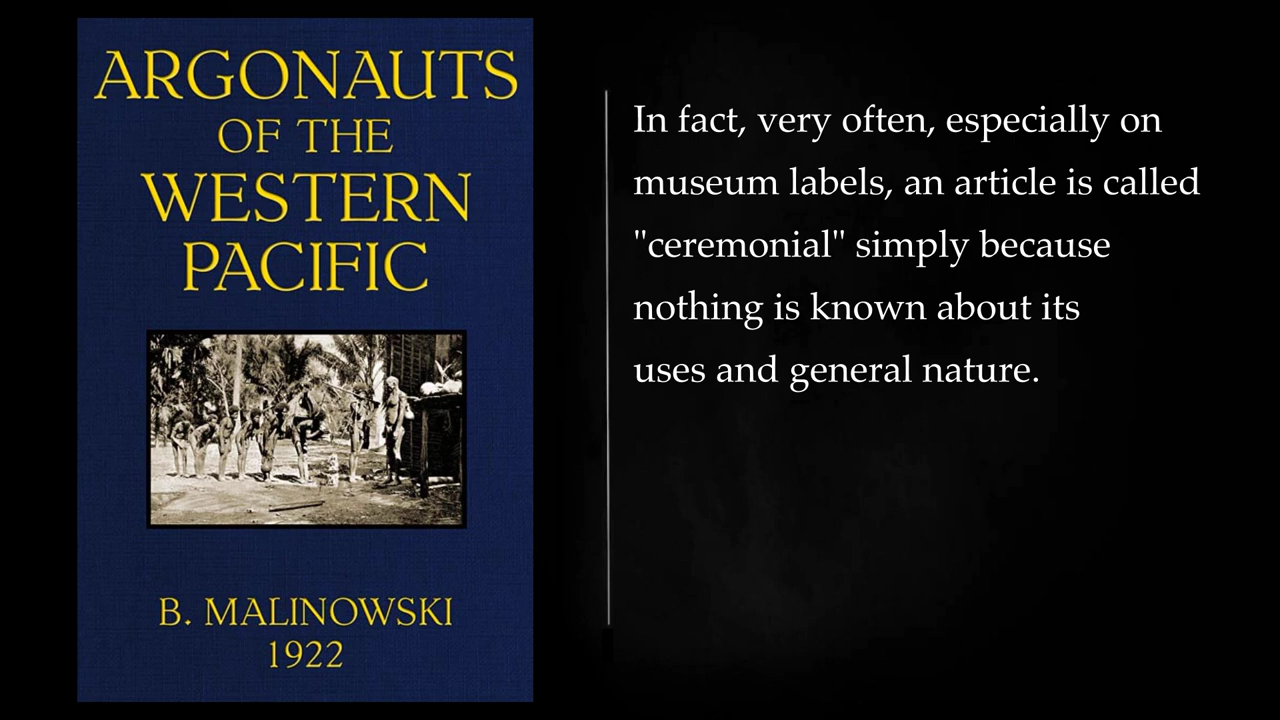 ARGONAUTS
OF THE
WESTERN
PACIFIC
B. MALINOWSKI
1922
In fact, very often, especially on
museum labels, an article is called
"ceremonial" simply because
nothing is known about its
uses and general nature.